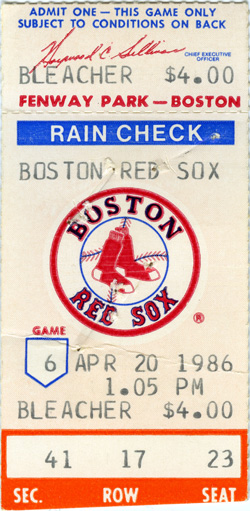 ADMIT ONE — THIS GAME ONLY
SUBJECT TO CONDITIONS ON BACK
Haywood C. Sullivan
CHIEF EXECUTIVE
OFFICER
BLEACHER $4.00
FENWAY PARK – BOSTON
RAIN CHECK
BOSTON RED SOX
BOSTON
RED SOX
®
GAME
6 APR 20 1986
1.05 PM
BLEACHER $4.00
41 17 23
SEC. ROW SEAT